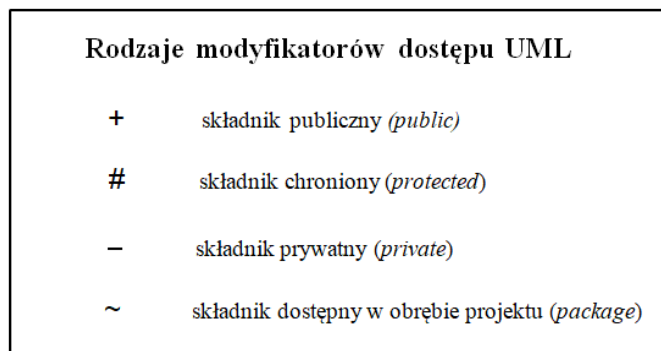 Rodzaje modyfikatorów dostępu UML
+ składnik publiczny (public)
# składnik chroniony (protected)
– składnik prywatny (private)
~ składnik dostępny w obrębie projektu (package)